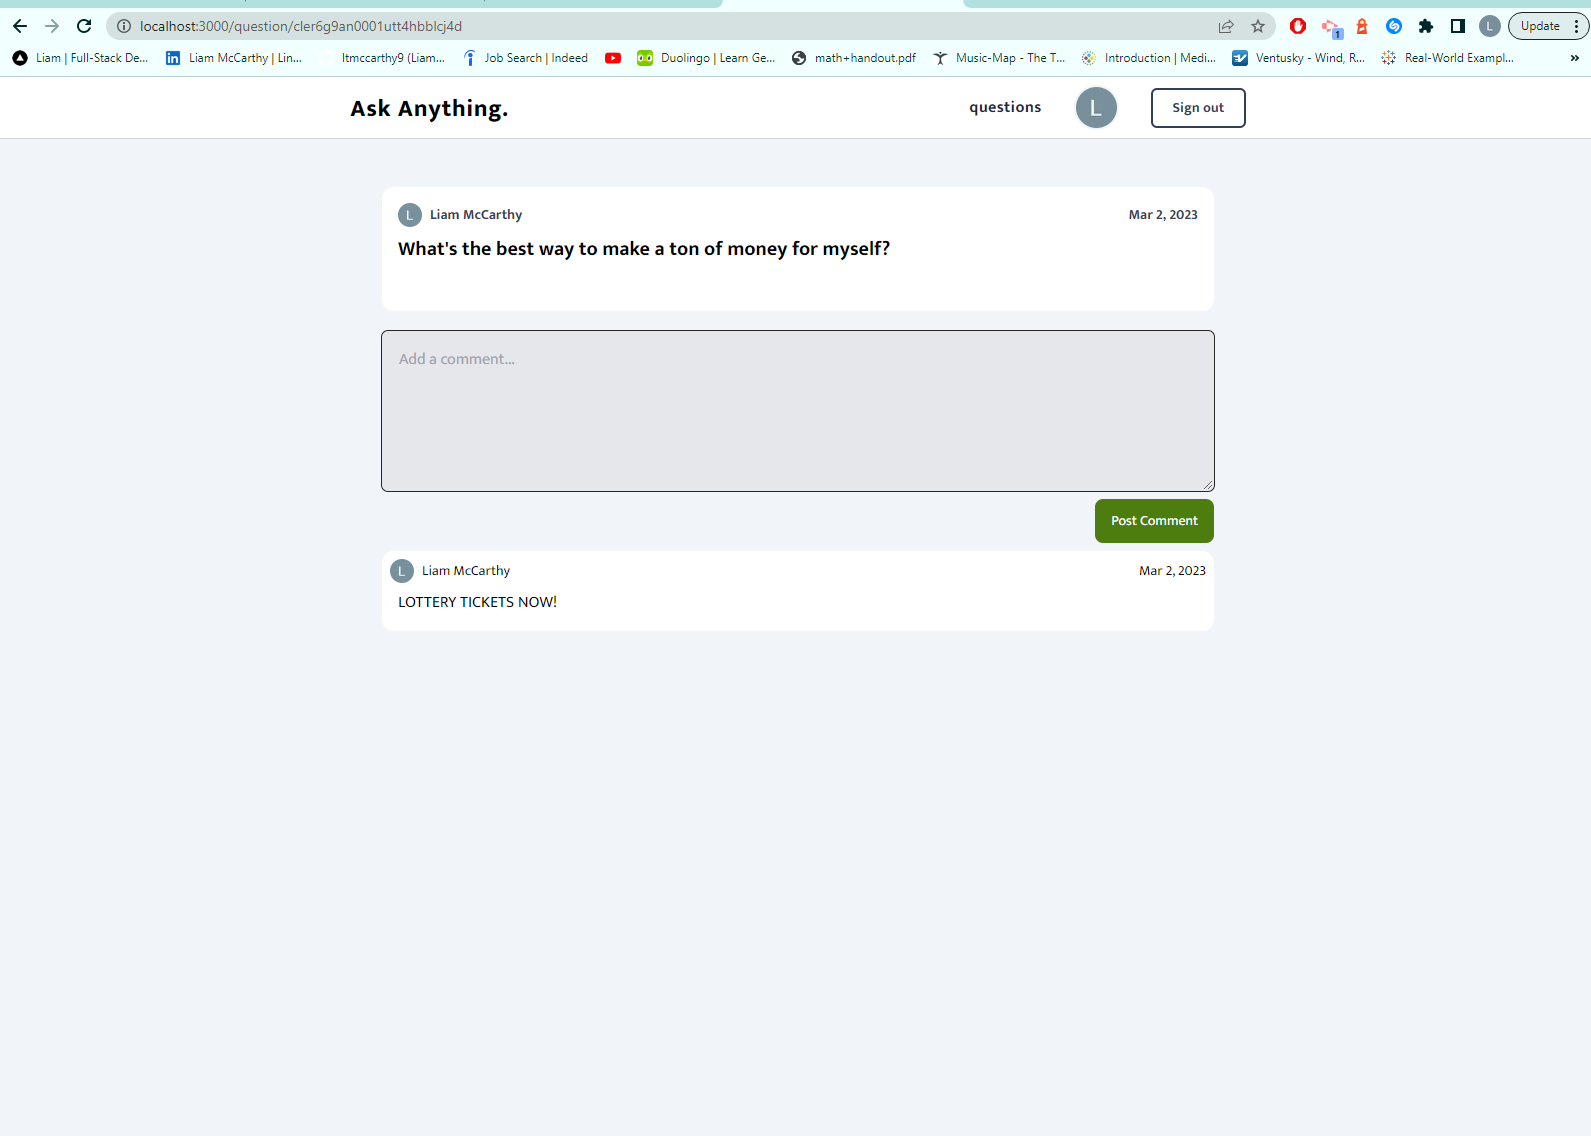 localhost:3000/question/cler6g9an0001utt4hbblcj4d
1
L
Update
Liam | Full-Stack De...
in
Liam McCarthy | Lin...
ltmccarthy9 (Liam...
Job Search | Indeed
Duolingo | Learn Ge...
math+handout.pdf
Music-Map - The T...
Introduction | Medi...
Ventusky - Wind, R...
Real-World Exampl...
»
Ask Anything.
questions
L
Sign out
L
Liam McCarthy
Mar 2, 2023
What's the best way to make a ton of money for myself?
Add a comment...
Post Comment
L
Liam McCarthy
Mar 2, 2023
LOTTERY TICKETS NOW!